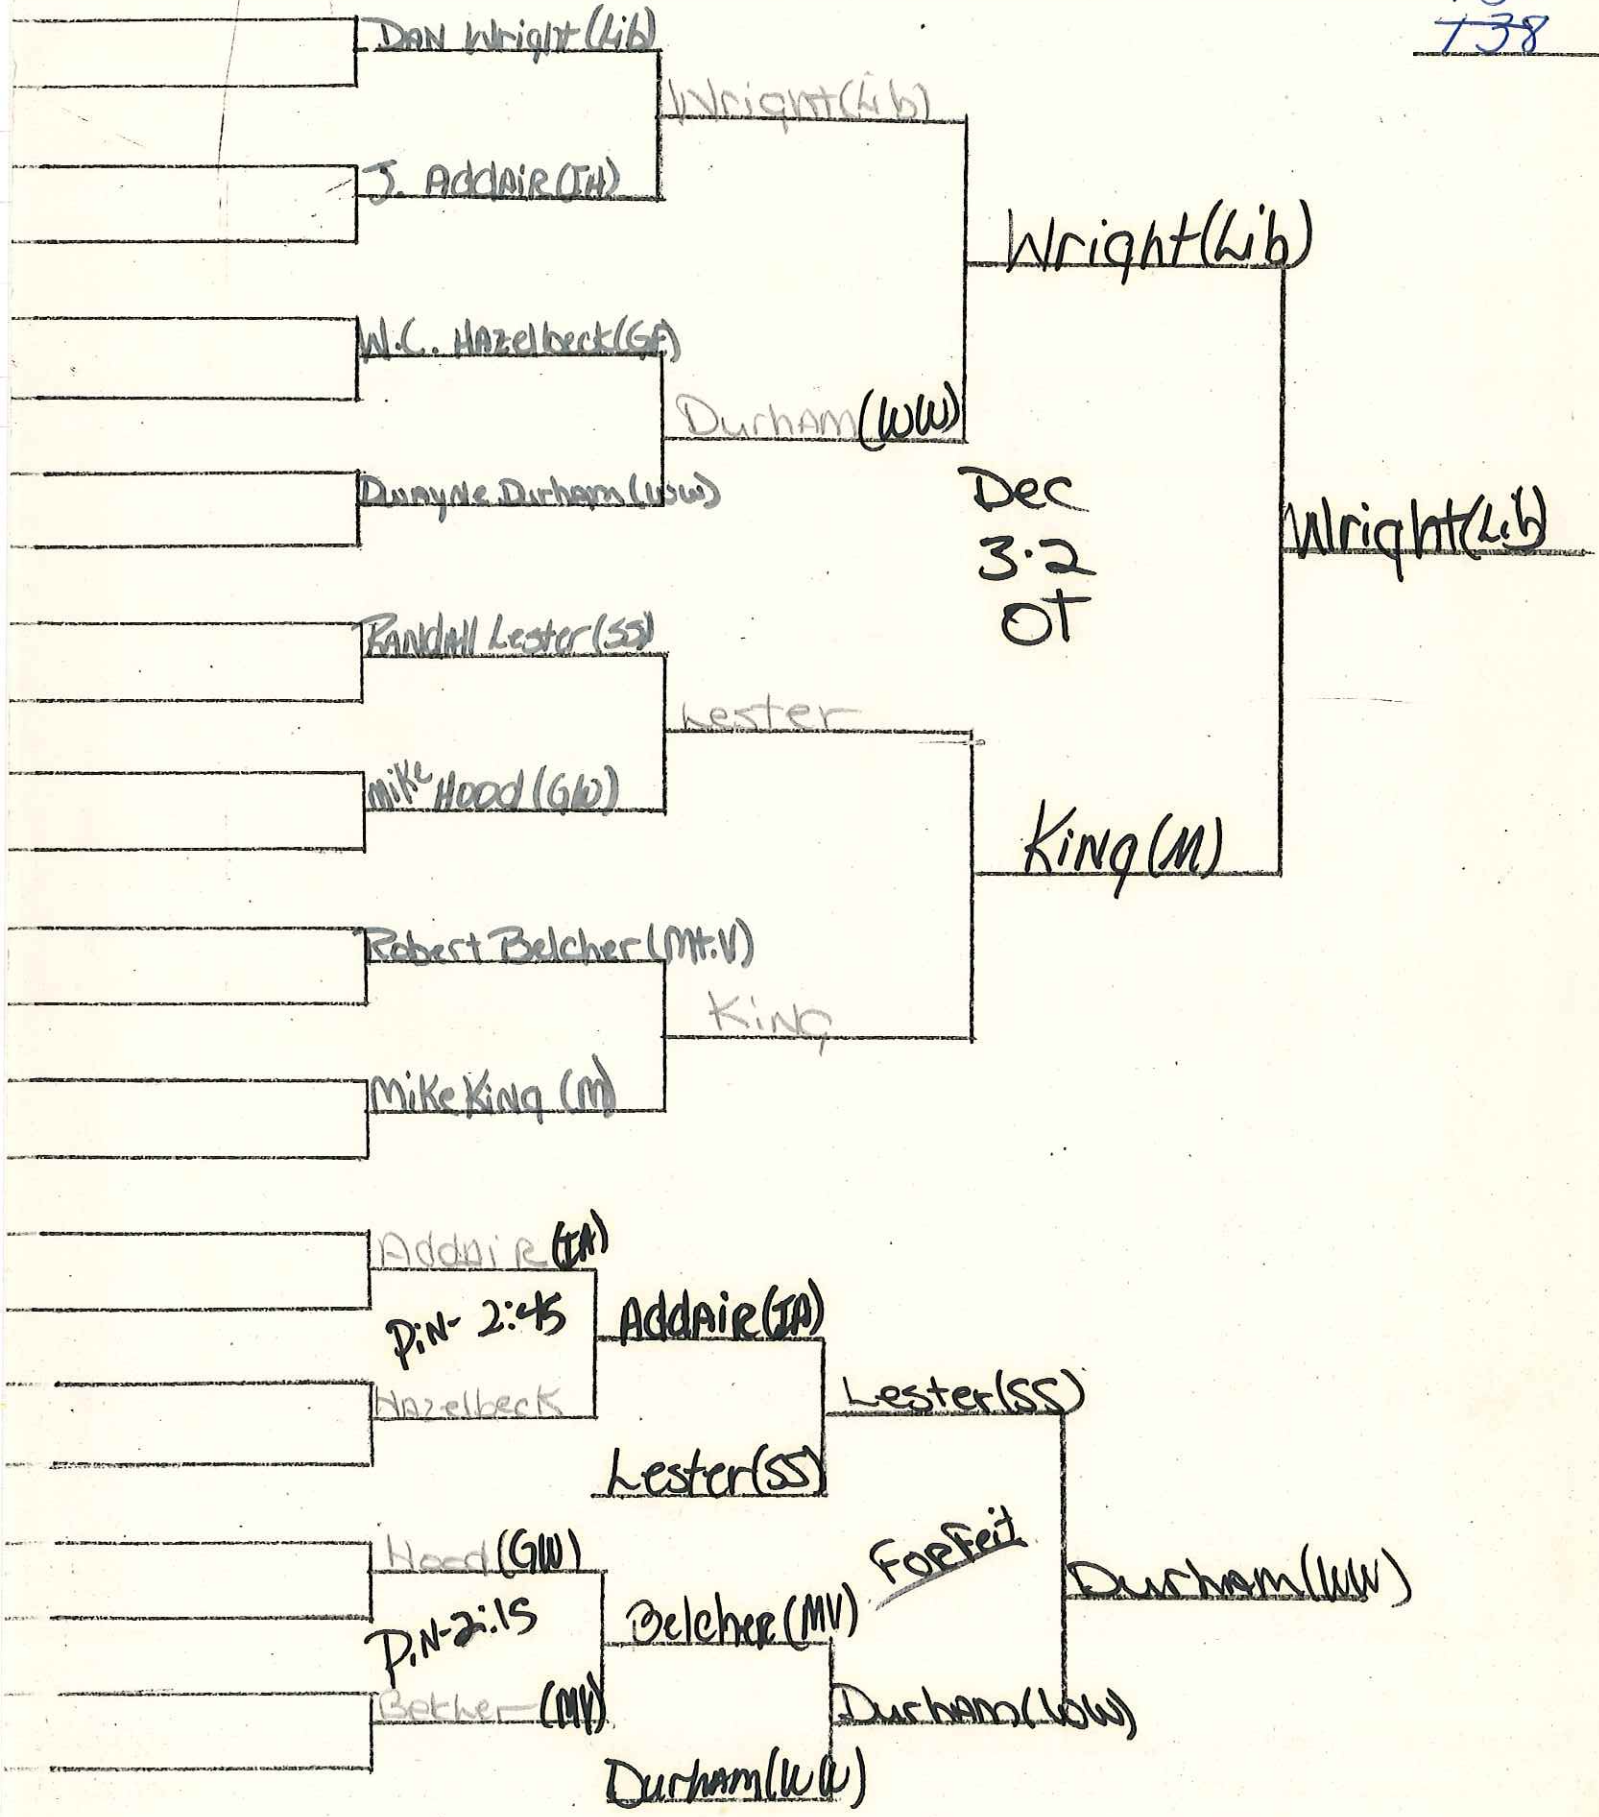 138
DAN Wright (Lib)
Wright (Lib)
J. Addair (IH)
Wright (Lib)
W.C. Hazelbeck (GF)
Durham (WW)
Dwayne Durham (WW)
Dec
3-2
OT
Wright (Lib)
Randall Lester (SS)
Lester
Mike Hood (GW)
King (M)
Robert Belcher (Mt.V)
King
Mike King (M)
Addair (IA)
Pin- 2:45
Addair (IA)
Hazelbeck
Lester (SS)
Lester (SS)
Forfeit
Hood (GW)
Durham (WW)
Pin-2:15
Belcher (MV)
Belcher (MV)
Durham (WW)
Durham (WW)